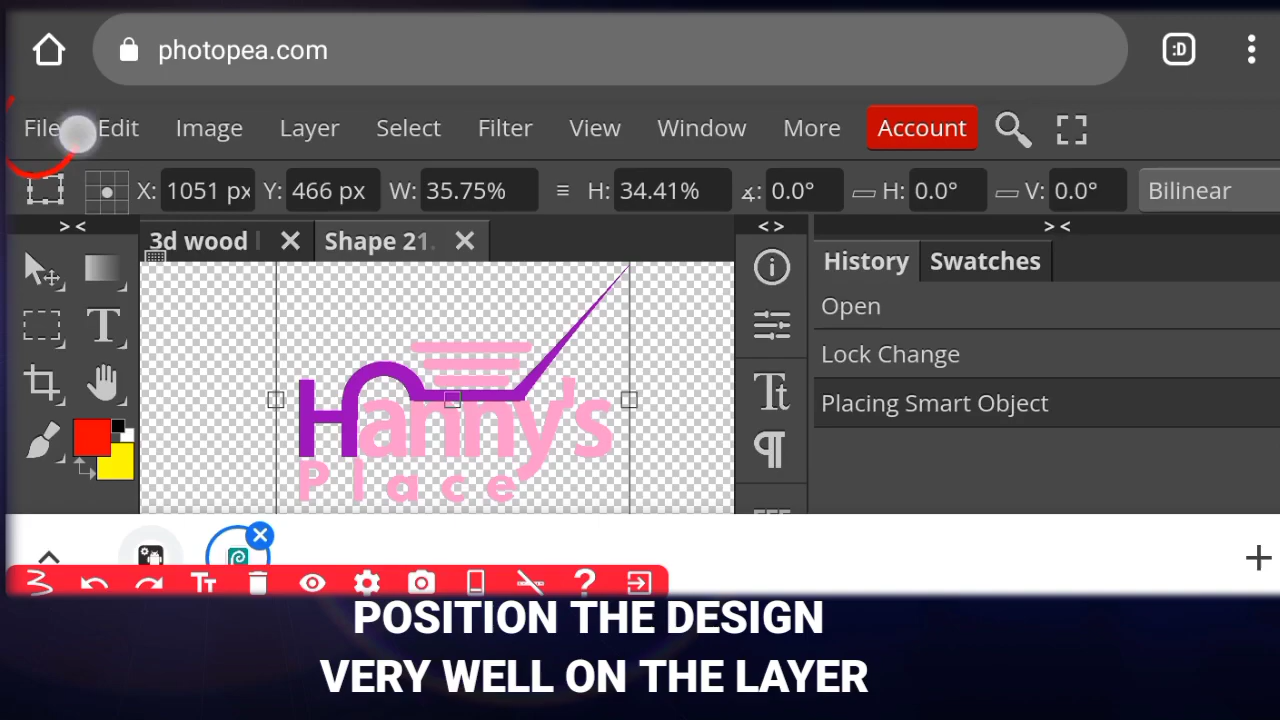 photopea.com
:D
File Edit Image Layer Select Filter View Window More Account
X: 1051 px Y: 466 px W: 35.75% H: 34.41% 0.0° H: 0.0° V: 0.0° Bilinear
> <
3d wood
Shape 21.
< >
> <
History Swatches
Open
Lock Change
Placing Smart Object
Hanny's
Place
POSITION THE DESIGN
VERY WELL ON THE LAYER